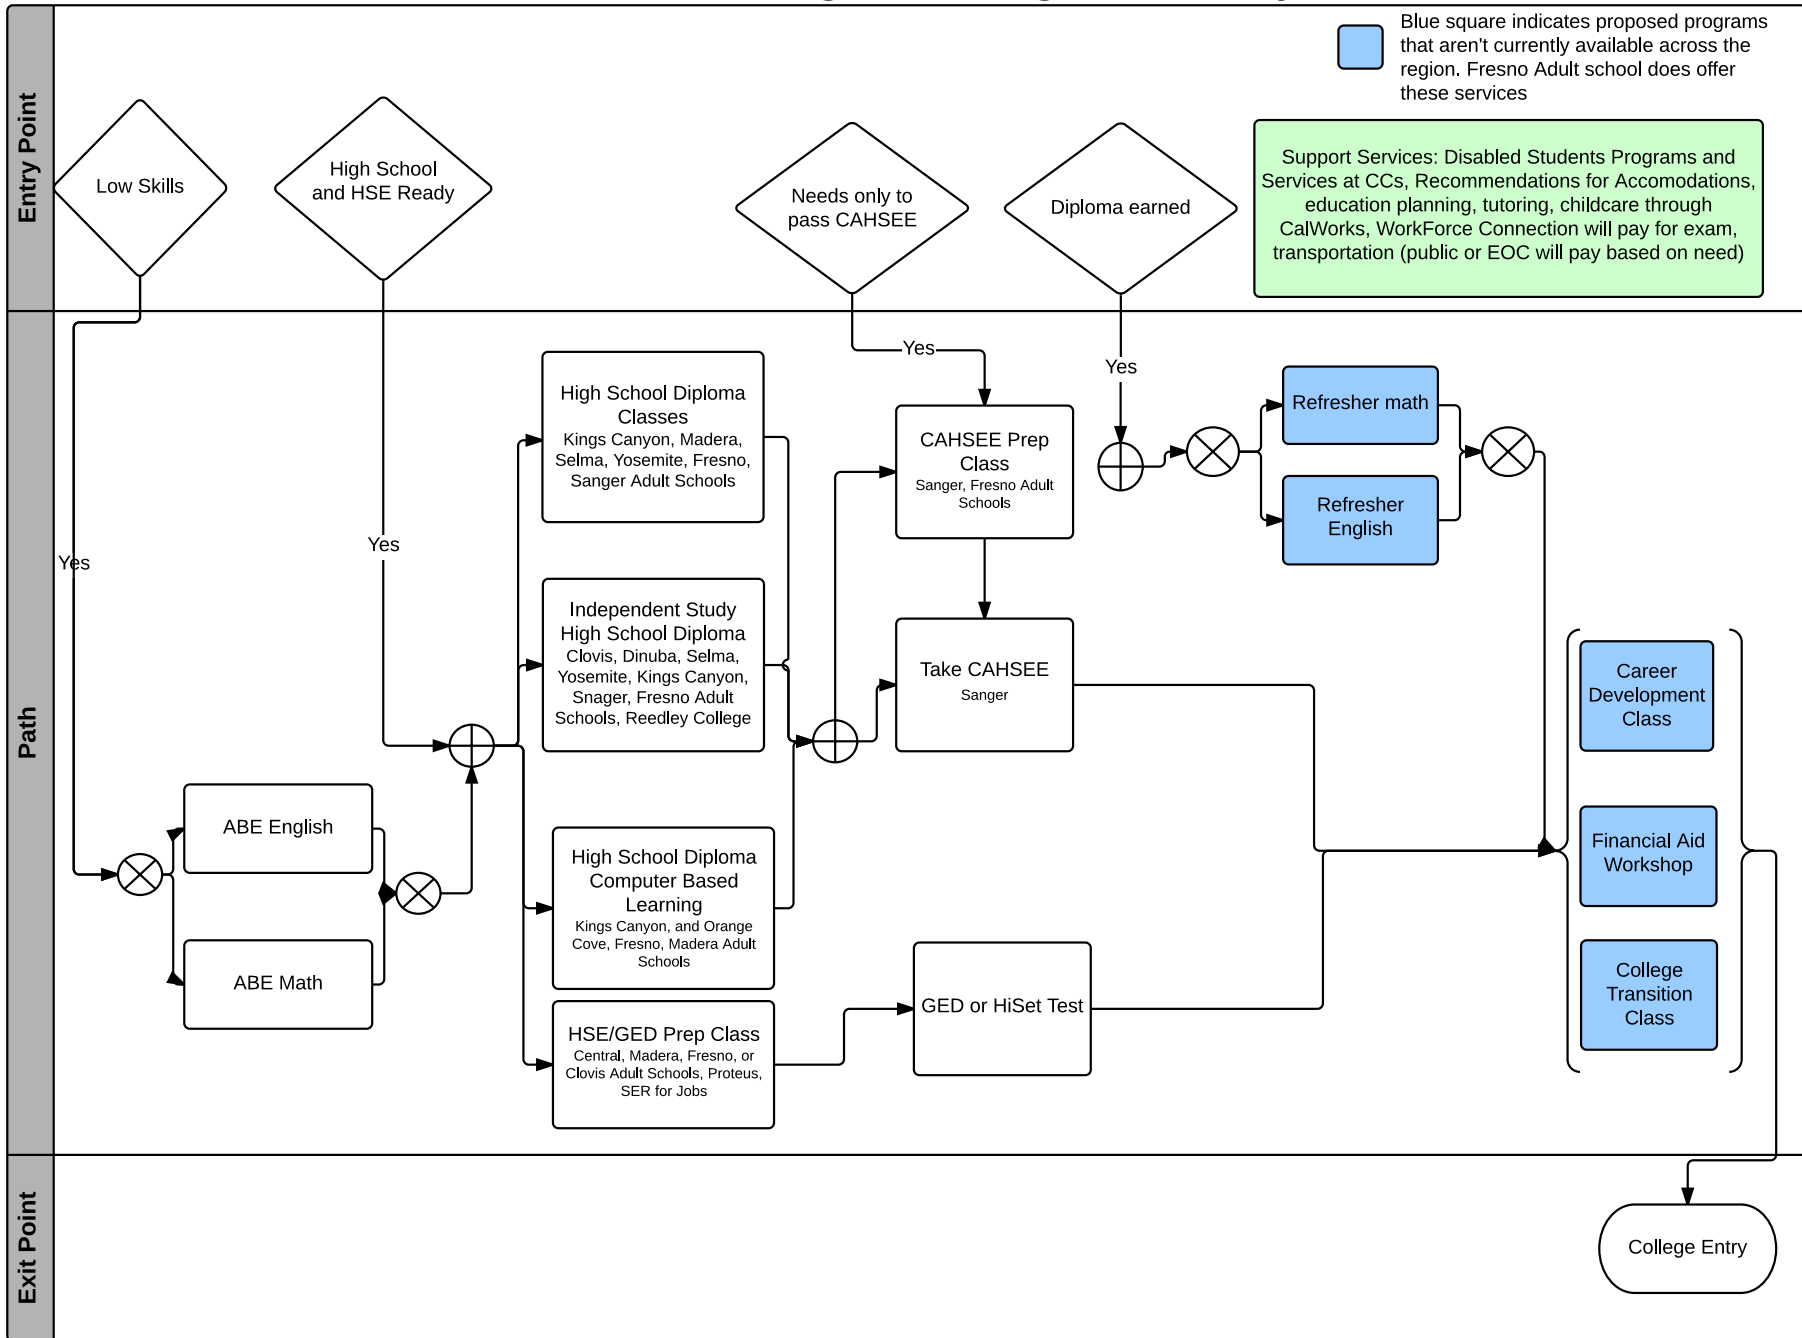 Blue square indicates proposed programs
that aren't currently available across the
region. Fresno Adult school does offer
these services
Entry Point
Low Skills
High School
and HSE Ready
Needs only to
pass CAHSEE
Diploma earned
Support Services: Disabled Students Programs and
Services at CCs, Recommendations for Accomodations,
education planning, tutoring, childcare through
CalWorks, WorkForce Connection will pay for exam,
transportation (public or EOC will pay based on need)
Path
Yes
Yes
Yes
Yes
High School Diploma
Classes
Kings Canyon, Madera,
Selma, Yosemite, Fresno,
Sanger Adult Schools
CAHSEE Prep
Class
Sanger, Fresno Adult
Schools
Refresher math
Refresher
English
Independent Study
High School Diploma
Clovis, Dinuba, Selma,
Yosemite, Kings Canyon,
Snager, Fresno Adult
Schools, Reedley College
Take CAHSEE
Sanger
Career
Development
Class
ABE English
ABE Math
High School Diploma
Computer Based
Learning
Kings Canyon, and Orange
Cove, Fresno, Madera Adult
Schools
Financial Aid
Workshop
HSE/GED Prep Class
Central, Madera, Fresno, or
Clovis Adult Schools, Proteus,
SER for Jobs
GED or HiSet Test
College
Transition
Class
Exit Point
College Entry